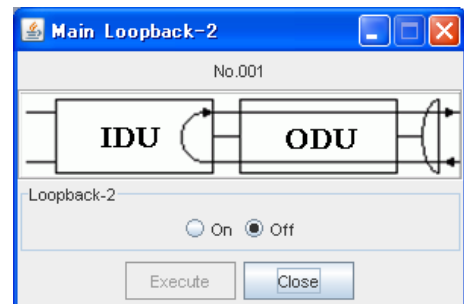 Main Loopback-2
No.001
IDU ODU
Loopback-2
On Off
Execute Close